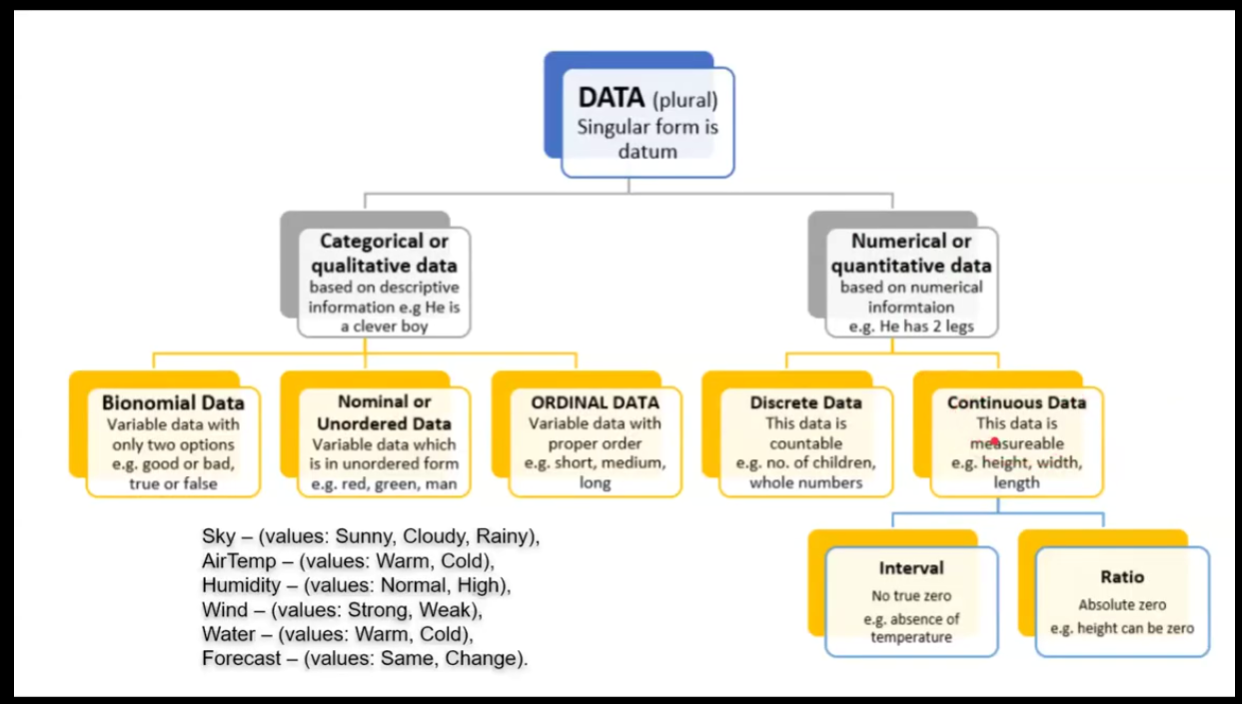 DATA (plural)
Singular form is
datum
Categorical or
qualitative data
based on descriptive
information e.g He is
a clever boy
Numerical or
quantitative data
based on numerical
informtaion
e.g. He has 2 legs
Bionomial Data
Variable data with
only two options
e.g. good or bad,
true or false
Nominal or
Unordered Data
Variable data which
is in unordered form
e.g. red, green, man
ORDINAL DATA
Variable data with
proper order
e.g. short, medium,
long
Discrete Data
This data is
countable
e.g. no. of children,
whole numbers
Continuous Data
This data is
measureable
e.g. height, width,
length
Sky – (values: Sunny, Cloudy, Rainy),
AirTemp – (values: Warm, Cold),
Humidity – (values: Normal, High),
Wind – (values: Strong, Weak),
Water – (values: Warm, Cold),
Forecast – (values: Same, Change).
Interval
No true zero
e.g. absence of
temperature
Ratio
Absolute zero
e.g. height can be zero